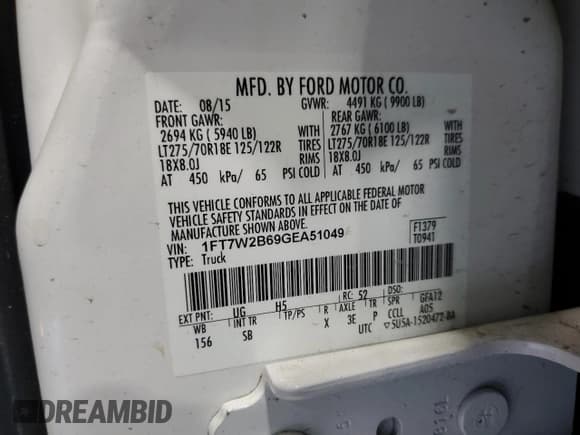 MFD. BY FORD MOTOR CO.
DATE: 08/15 GVWR: 4491 KG ( 9900 LB)
FRONT GAWR: REAR GAWR:
2694 KG ( 5940 LB) WITH 2767 KG ( 6100 LB) WITH
LT275/70R18E 125/122R TIRES LT275/70R18E 125/122R TIRES
18X8.0J RIMS 18X8.0J RIMS
AT 450 kPa/ 65 PSI COLD AT 450 kPa/ 65 PSI COLD
THIS VEHICLE CONFORMS TO ALL APPLICABLE FEDERAL MOTOR
VEHICLE SAFETY STANDARDS IN EFFECT ON THE DATE OF
MANUFACTURE SHOWN ABOVE.
VIN: 1FT7W2B69GEA51049 F1379
TYPE: Truck T0941
EXT PNT: UG H5 RC: 52 DSO:
WB INT TR TP/PS R AXLE TR SPR GFA12
156 SB X 3E P CCLL A05
UTC ▽5U5A-1520472-BA
DREAMBID